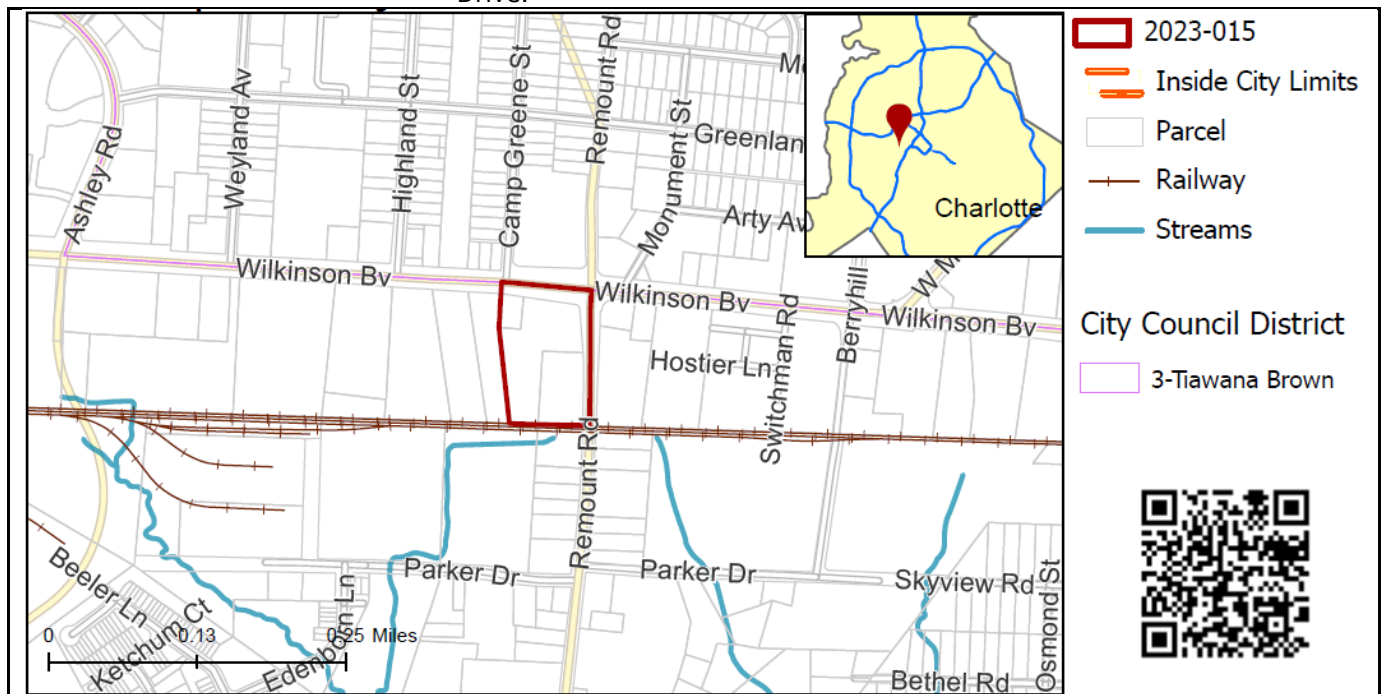 Drive.
Weyland Av
Highland St
Camp Greene St
Remount Rd
Monument St
Greenlan
Ashley Rd
Arty Av
Charlotte
Wilkinson Bv
Wilkinson Bv
Wilkinson Bv
W M
Berryhill
Switchman Rd
Hostier Ln
Remount Rd
Parker Dr
Parker Dr
Skyview Rd
Osmond St
Bethel Rd
Beeler Ln
Ketchum Ct
Edenborn Ln
0 0.13 0.25 Miles
2023-015
Inside City Limits
Parcel
Railway
Streams
City Council District
3-Tiawana Brown